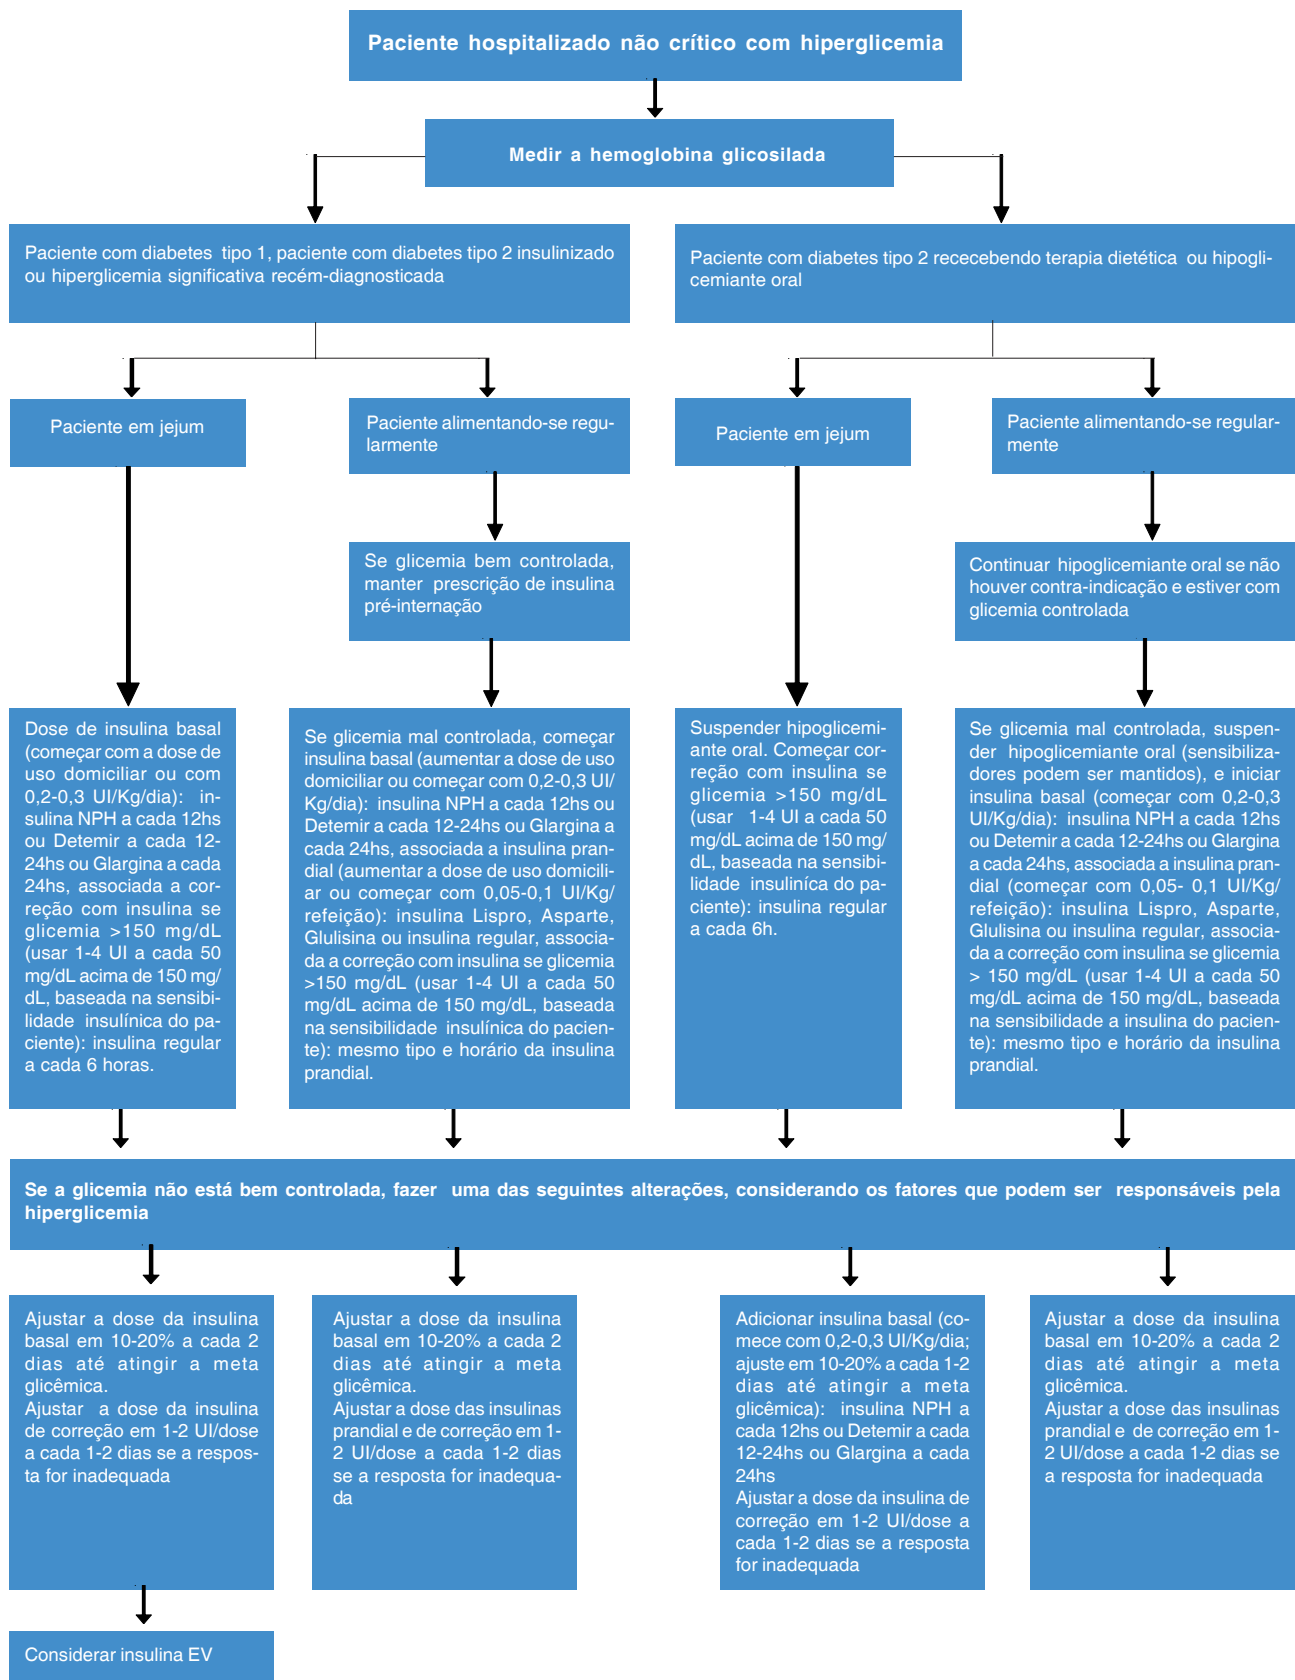 Paciente hospitalizado não crítico com hiperglicemia
Medir a hemoglobina glicosilada
Paciente com diabetes tipo 1, paciente com diabetes tipo 2 insulinizado
ou hiperglicemia significativa recém-diagnosticada
Paciente com diabetes tipo 2 rececebendo terapia dietética ou hipogli-
cemiante oral
Paciente em jejum
Paciente alimentando-se regu-
larmente
Paciente em jejum
Paciente alimentando-se regular-
mente
Se glicemia bem controlada,
manter prescrição de insulina
pré-internação
Continuar hipoglicemiante oral se não
houver contra-indicação e estiver com
glicemia controlada
Dose de insulina basal
(começar com a dose de
uso domiciliar ou com
0,2-0,3 UI/Kg/dia): in-
sulina NPH a cada 12hs
ou Detemir a cada 12-
24hs ou Glargina a cada
24hs, associada a cor-
reção com insulina se
glicemia >150 mg/dL
(usar 1-4 UI a cada 50
mg/dL acima de 150 mg/
dL, baseada na sensibi-
lidade insulínica do pa-
ciente): insulina regular
a cada 6 horas.
Se glicemia mal controlada, começar
insulina basal (aumentar a dose de uso
domiciliar ou começar com 0,2-0,3 UI/
Kg/dia): insulina NPH a cada 12hs ou
Detemir a cada 12-24hs ou Glargina a
cada 24hs, associada a insulina pran-
dial (aumentar a dose de uso domicili-
ar ou começar com 0,05-0,1 UI/Kg/
refeição): insulina Lispro, Asparte,
Glulisina ou insulina regular, associa-
da a correção com insulina se glicemia
>150 mg/dL (usar 1-4 UI a cada 50
mg/dL acima de 150 mg/dL, baseada
na sensibilidade insulínica do pacien-
te): mesmo tipo e horário da insulina
prandial.
Suspender hipoglicemi-
ante oral. Começar cor-
reção com insulina se
glicemia >150 mg/dL
(usar 1-4 UI a cada 50
mg/dL acima de 150 mg/
dL, baseada na sensibi-
lidade insuliníca do pa-
ciente): insulina regular
a cada 6h.
Se glicemia mal controlada, suspen-
der hipoglicemiante oral (sensibiliza-
dores podem ser mantidos), e iniciar
insulina basal (começar com 0,2-0,3
UI/Kg/dia): insulina NPH a cada 12hs
ou Detemir a cada 12-24hs ou Glargina
a cada 24hs, associada a insulina pran-
dial (começar com 0,05- 0,1 UI/Kg/
refeição): insulina Lispro, Asparte,
Glulisina ou insulina regular, associa-
da a correção com insulina se glicemia
> 150 mg/dL (usar 1-4 UI a cada 50
mg/dL acima de 150 mg/dL, baseada
na sensibilidade a insulina do pacien-
te): mesmo tipo e horário da insulina
prandial.
Se a glicemia não está bem controlada, fazer uma das seguintes alterações, considerando os fatores que podem ser responsáveis pela
hiperglicemia
Ajustar a dose da insulina
basal em 10-20% a cada 2
dias até atingir a meta
glicêmica.
Ajustar a dose da insulina
de correção em 1-2 UI/dose
a cada 1-2 dias se a respos-
ta for inadequada
Ajustar a dose da insulina
basal em 10-20% a cada 2
dias até atingir a meta
glicêmica.
Ajustar a dose das insulinas
prandial e de correção em 1-
2 UI/dose a cada 1-2 dias
se a resposta for inadequa-
da
Adicionar insulina basal (co-
mece com 0,2-0,3 UI/Kg/dia;
ajuste em 10-20% a cada 1-2
dias até atingir a meta
glicêmica): insulina NPH a
cada 12hs ou Detemir a cada
12-24hs ou Glargina a cada
24hs
Ajustar a dose da insulina de
correção em 1-2 UI/dose a
cada 1-2 dias se a resposta
for inadequada
Ajustar a dose da insulina
basal em 10-20% a cada 2
dias até atingir a meta
glicêmica.
Ajustar a dose das insulinas
prandial e de correção em 1-
2 UI/dose a cada 1-2 dias se
a resposta for inadequada
Considerar insulina EV